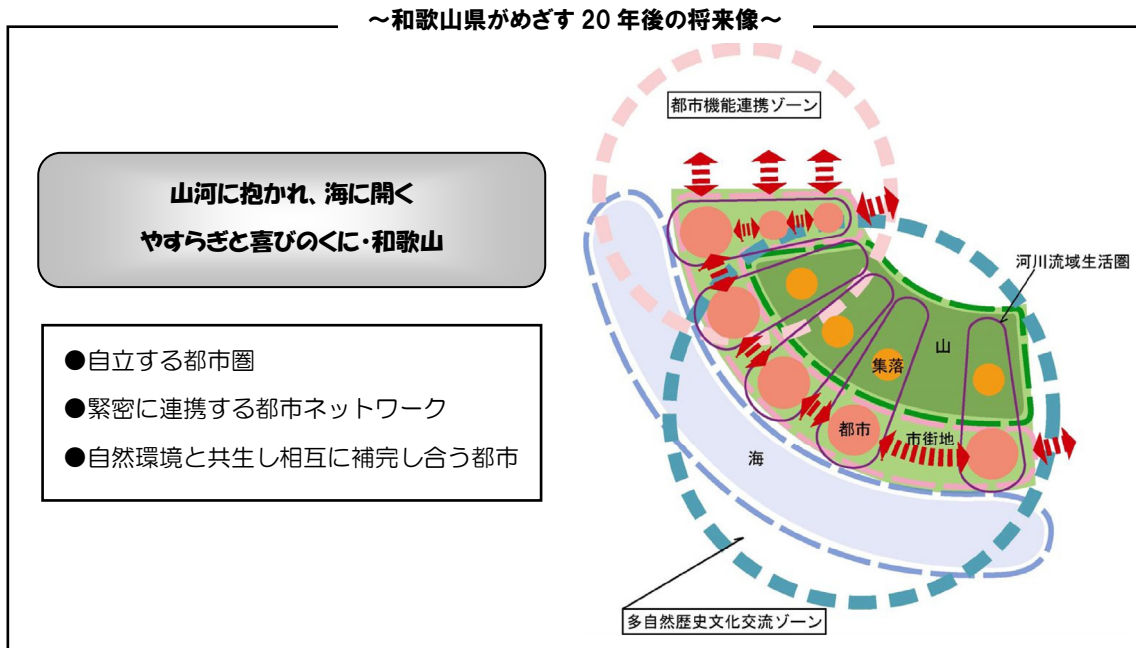 ～和歌山県がめざす 20 年後の将来像～
山河に抱かれ、海に開く
やすらぎと喜びのくに・和歌山
●自立する都市圏
●緊密に連携する都市ネットワーク
●自然環境と共生し相互に補完し合う都市
都市機能連携ゾーン
河川流域生活圏
山
集落
都市
市街地
海
多自然歴史文化交流ゾーン